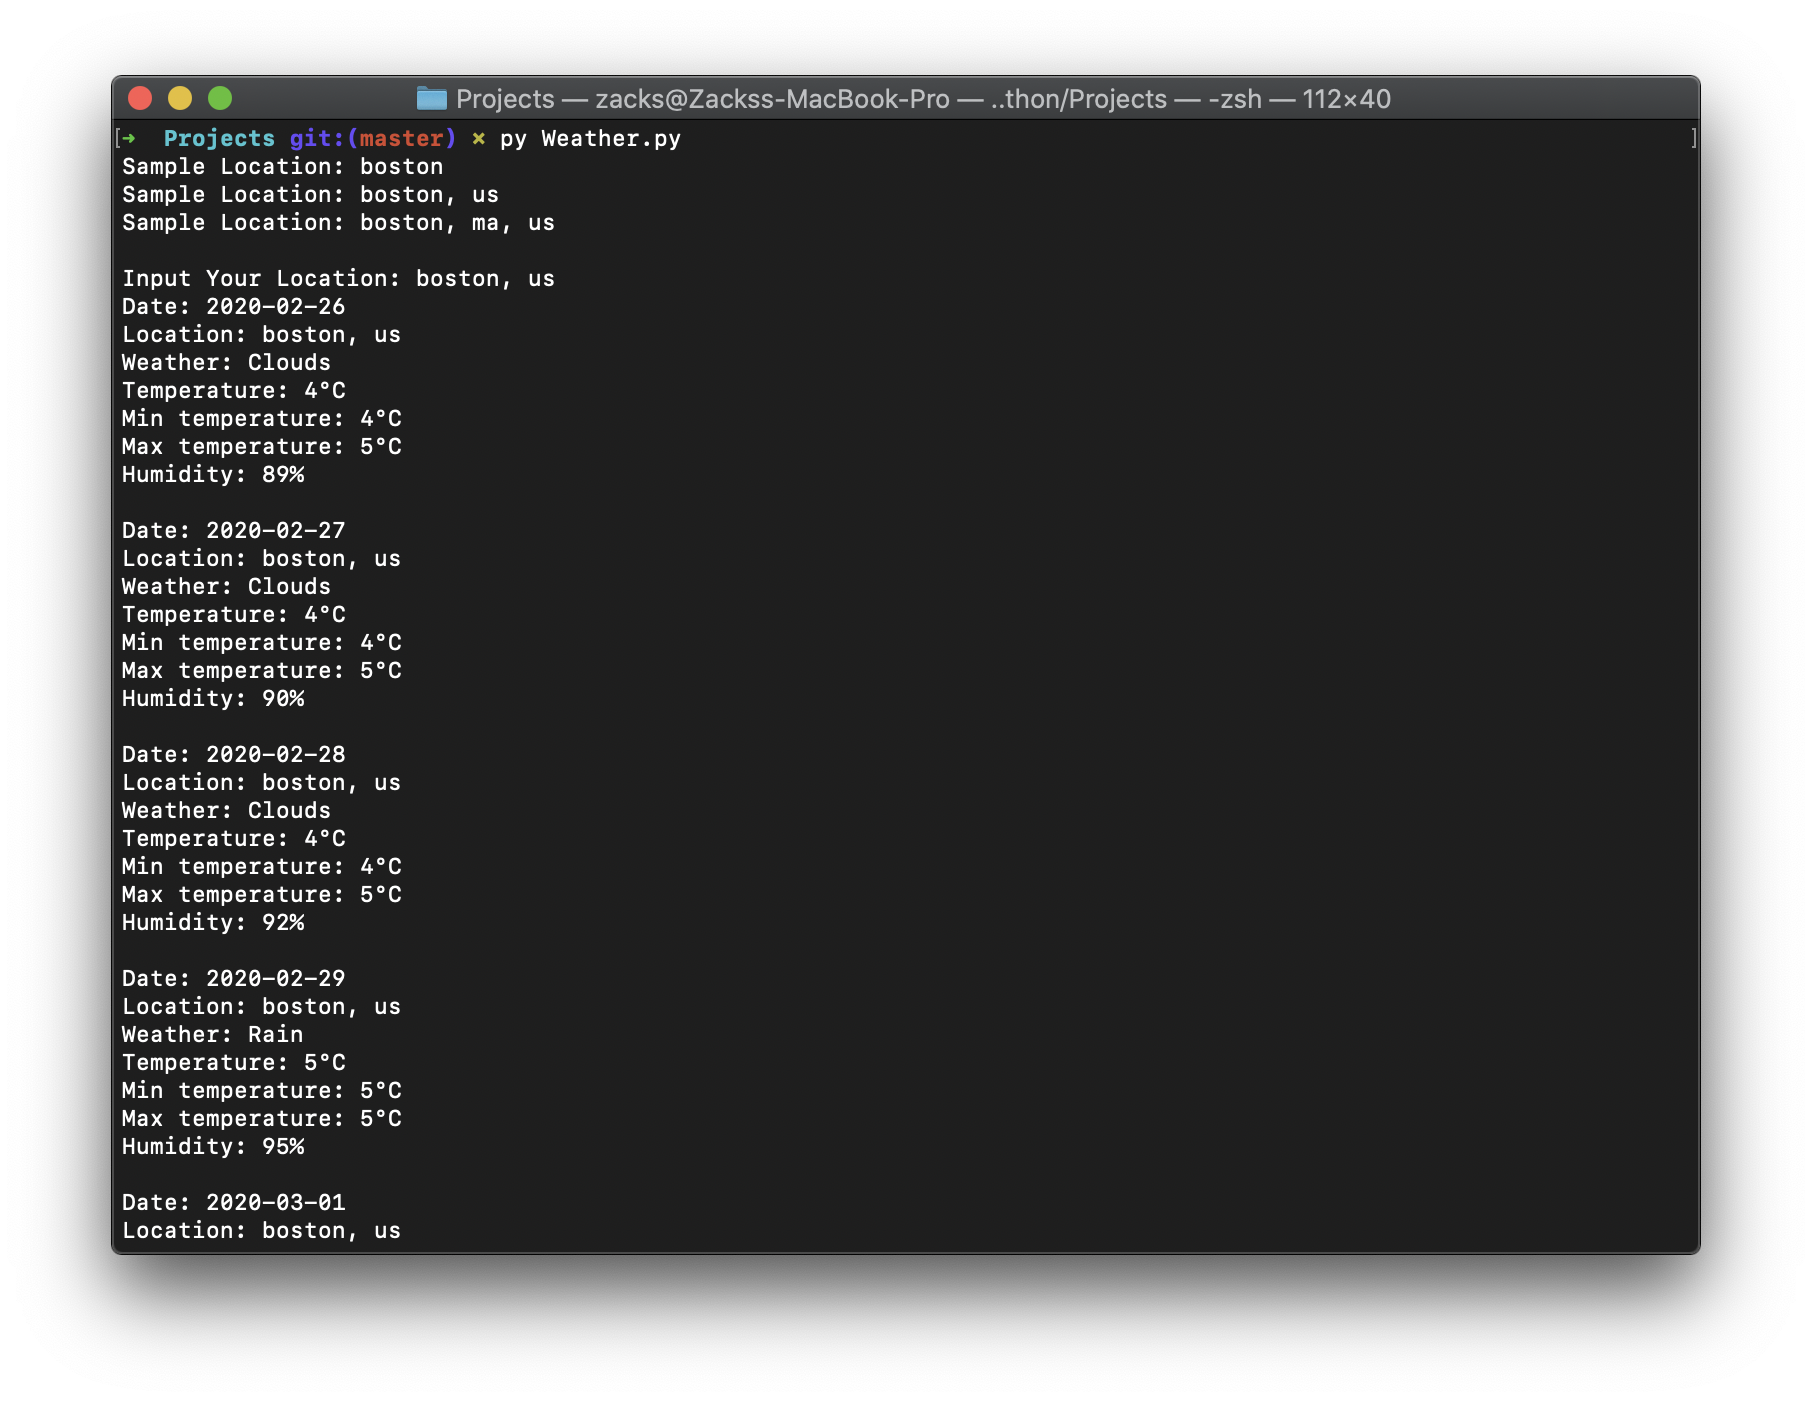 Projects — zacks@Zackss-MacBook-Pro — ..thon/Projects — -zsh — 112×40
[➜  Projects git:(master) ✗ py Weather.py ]
Sample Location: boston
Sample Location: boston, us
Sample Location: boston, ma, us

Input Your Location: boston, us
Date: 2020-02-26
Location: boston, us
Weather: Clouds
Temperature: 4°C
Min temperature: 4°C
Max temperature: 5°C
Humidity: 89%

Date: 2020-02-27
Location: boston, us
Weather: Clouds
Temperature: 4°C
Min temperature: 4°C
Max temperature: 5°C
Humidity: 90%

Date: 2020-02-28
Location: boston, us
Weather: Clouds
Temperature: 4°C
Min temperature: 4°C
Max temperature: 5°C
Humidity: 92%

Date: 2020-02-29
Location: boston, us
Weather: Rain
Temperature: 5°C
Min temperature: 5°C
Max temperature: 5°C
Humidity: 95%

Date: 2020-03-01
Location: boston, us